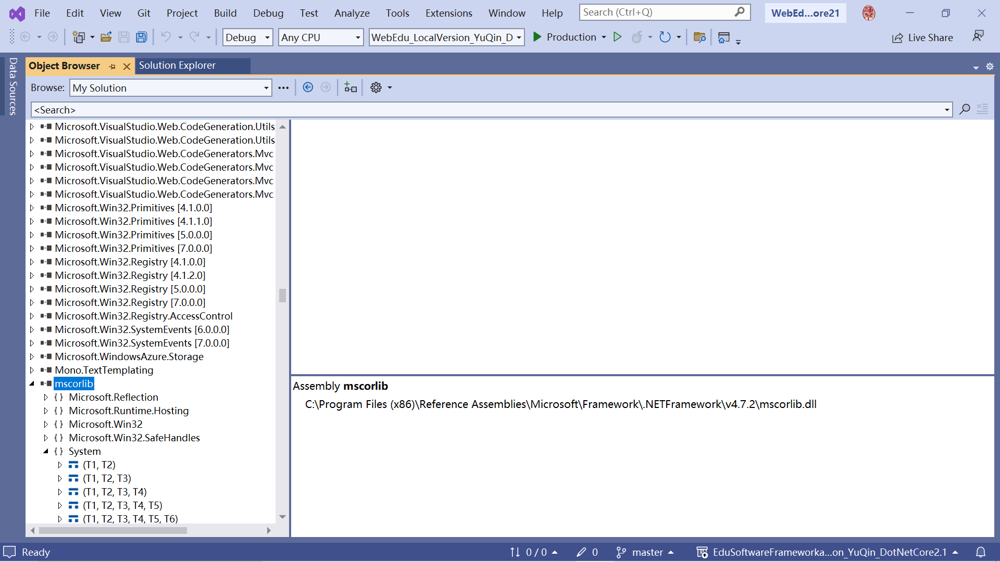 File Edit View Git Project Build Debug Test Analyze Tools Extensions Window Help Search (Ctrl+Q) WebEd...ore21
Debug Any CPU WebEdu_LocalVersion_YuQin_D Production Live Share
Data Sources
Object Browser Solution Explorer
Browse: My Solution
<Search>
Microsoft.VisualStudio.Web.CodeGeneration.Utils
Microsoft.VisualStudio.Web.CodeGeneration.Utils
Microsoft.VisualStudio.Web.CodeGenerators.Mvc
Microsoft.VisualStudio.Web.CodeGenerators.Mvc
Microsoft.VisualStudio.Web.CodeGenerators.Mvc
Microsoft.VisualStudio.Web.CodeGenerators.Mvc
Microsoft.Win32.Primitives [4.1.0.0]
Microsoft.Win32.Primitives [4.1.1.0]
Microsoft.Win32.Primitives [5.0.0.0]
Microsoft.Win32.Primitives [7.0.0.0]
Microsoft.Win32.Registry [4.1.0.0]
Microsoft.Win32.Registry [4.1.2.0]
Microsoft.Win32.Registry [5.0.0.0]
Microsoft.Win32.Registry [7.0.0.0]
Microsoft.Win32.Registry.AccessControl
Microsoft.Win32.SystemEvents [6.0.0.0]
Microsoft.Win32.SystemEvents [7.0.0.0]
Microsoft.WindowsAzure.Storage
Mono.TextTemplating
mscorlib
{ } Microsoft.Reflection
{ } Microsoft.Runtime.Hosting
{ } Microsoft.Win32
{ } Microsoft.Win32.SafeHandles
{ } System
(T1, T2)
(T1, T2, T3)
(T1, T2, T3, T4)
(T1, T2, T3, T4, T5)
(T1, T2, T3, T4, T5, T6)
Assembly mscorlib
C:\Program Files (x86)\Reference Assemblies\Microsoft\Framework\.NETFramework\v4.7.2\mscorlib.dll
Ready 0 / 0 0 master EduSoftwareFrameworka...on_YuQin_DotNetCore2.1